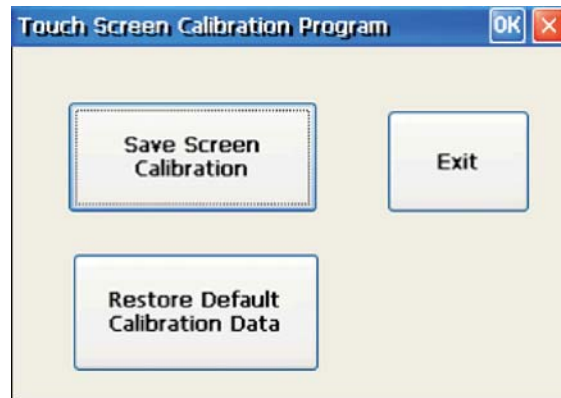 Touch Screen Calibration Program OK
Save Screen
Calibration
Exit
Restore Default
Calibration Data